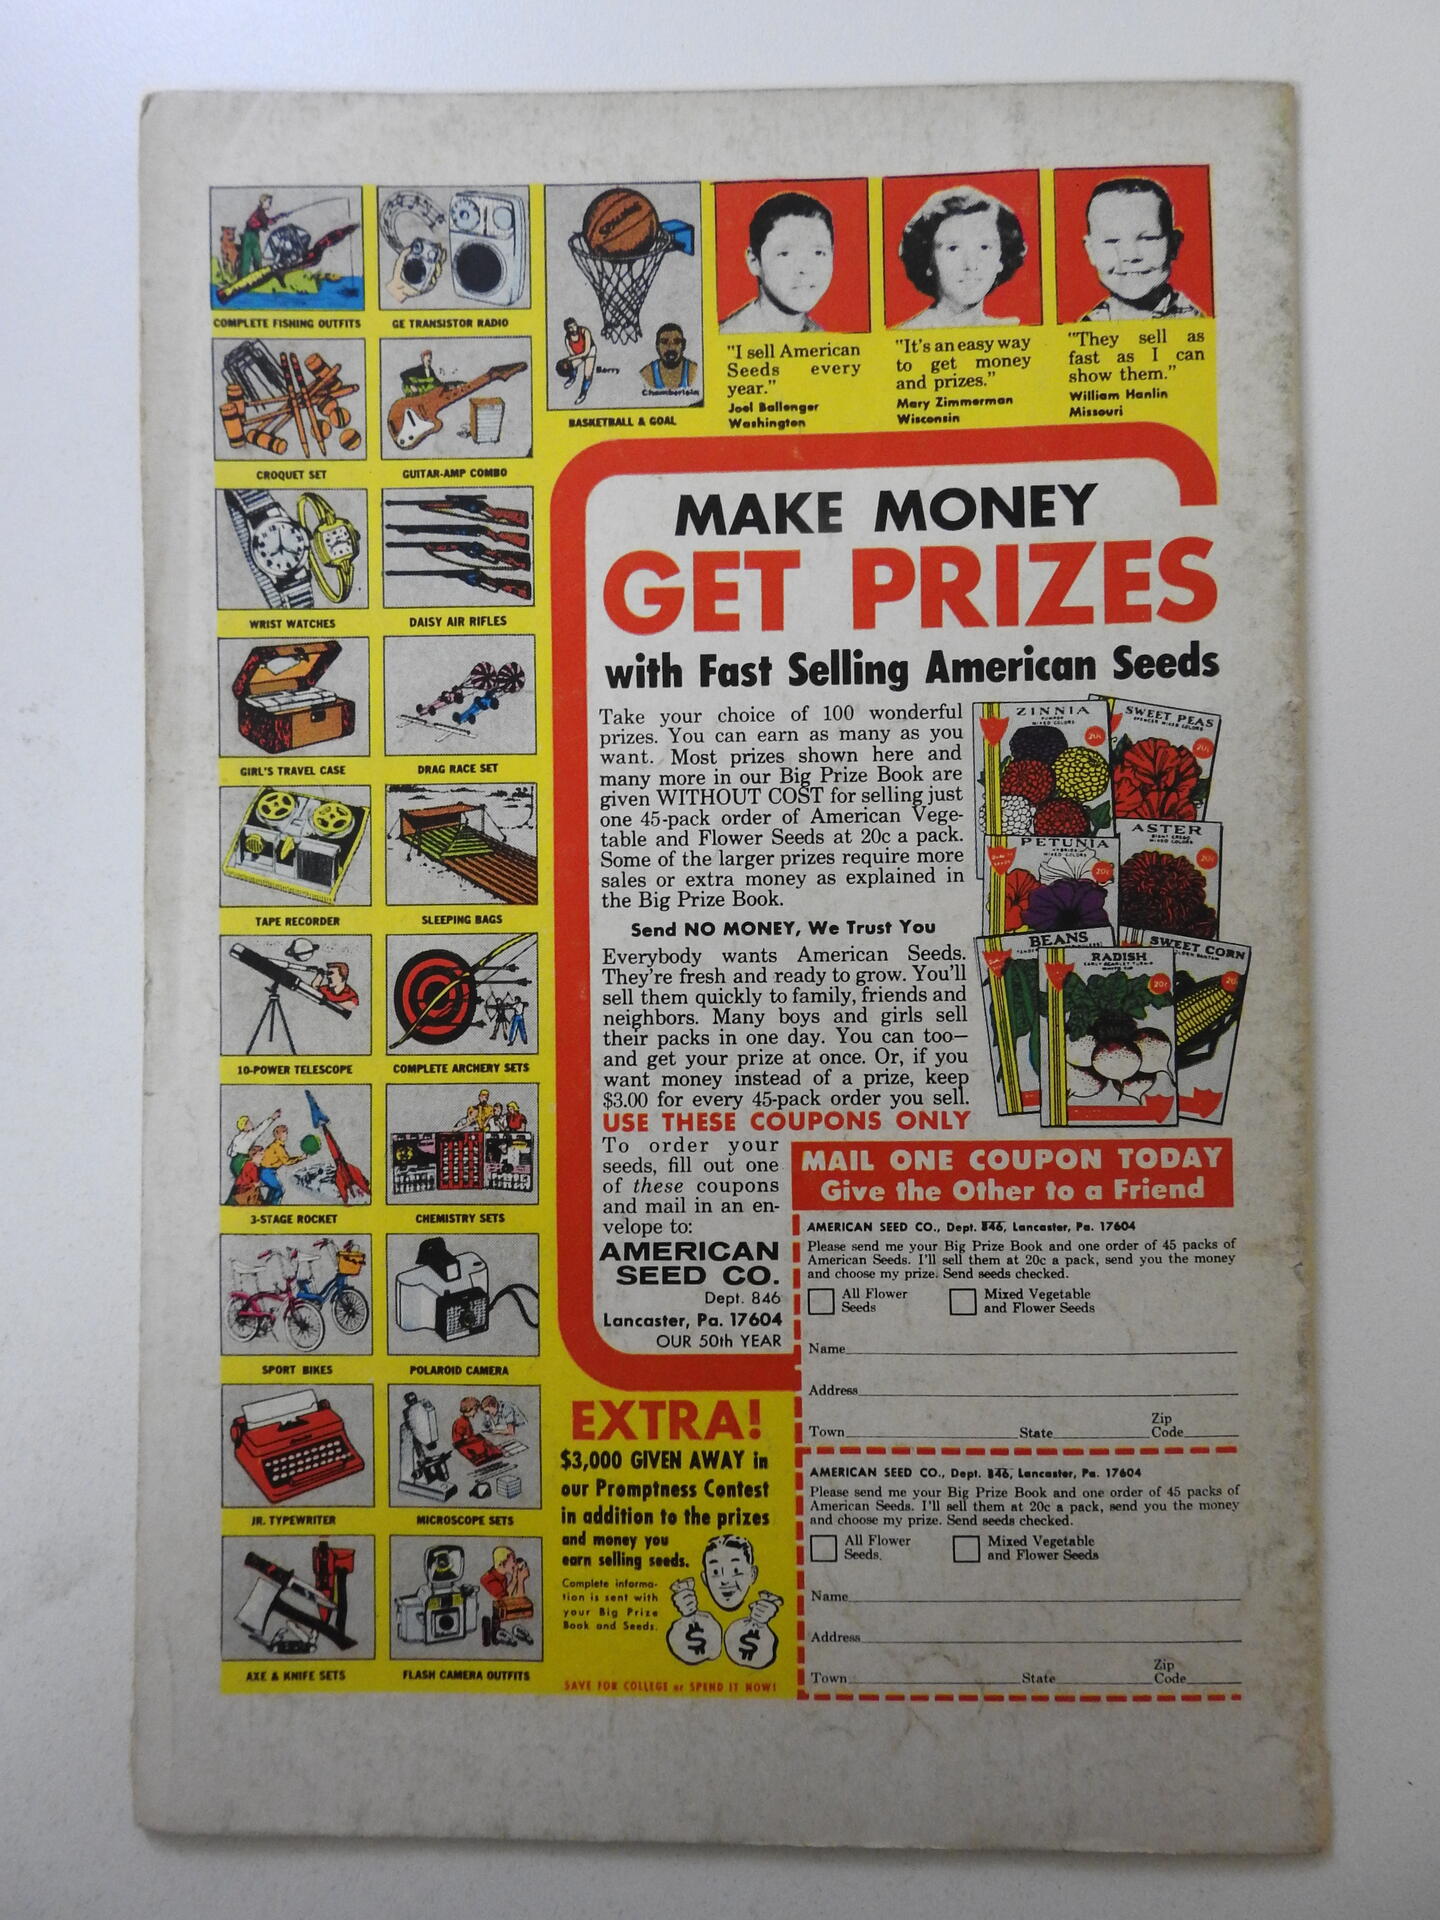 COMPLETE FISHING OUTFITS
GE TRANSISTOR RADIO
Spalding
Barry
Chamberlain
BASKETBALL & GOAL
"I sell American
Seeds every
year."
Joel Ballenger
Washington
"It's an easy way
to get money
and prizes."
Mary Zimmerman
Wisconsin
"They sell as
fast as I can
show them."
William Hanlin
Missouri
CROQUET SET
GUITAR-AMP COMBO
WRIST WATCHES
DAISY AIR RIFLES
GIRL'S TRAVEL CASE
DRAG RACE SET
TAPE RECORDER
SLEEPING BAGS
10-POWER TELESCOPE
COMPLETE ARCHERY SETS
3-STAGE ROCKET
CHEMISTRY SETS
SPORT BIKES
POLAROID CAMERA
JR. TYPEWRITER
MICROSCOPE SETS
AXE & KNIFE SETS
FLASH CAMERA OUTFITS
MAKE MONEY
GET PRIZES
with Fast Selling American Seeds
Take your choice of 100 wonderful
prizes. You can earn as many as you
want. Most prizes shown here and
many more in our Big Prize Book are
given WITHOUT COST for selling just
one 45-pack order of American Vege-
table and Flower Seeds at 20c a pack.
Some of the larger prizes require more
sales or extra money as explained in
the Big Prize Book.
Send NO MONEY, We Trust You
Everybody wants American Seeds.
They're fresh and ready to grow. You'll
sell them quickly to family, friends and
neighbors. Many boys and girls sell
their packs in one day. You can too—
and get your prize at once. Or, if you
want money instead of a prize, keep
$3.00 for every 45-pack order you sell.
USE THESE COUPONS ONLY
To order your
seeds, fill out one
of these coupons
and mail in an en-
velope to:
AMERICAN
SEED CO.
Dept. 846
Lancaster, Pa. 17604
OUR 50th YEAR
ZINNIA
MIXED COLORS
20c
SWEET PEAS
SPENCER MIXED COLORS
20c
PETUNIA
MIXED COLORS
20c
ASTER
MIXED COLORS
20c
BEANS
RADISH
EARLY SCARLET TURNIP
WHITE TIP
20c
SWEET CORN
GOLDEN BANTAM
MAIL ONE COUPON TODAY
Give the Other to a Friend
AMERICAN SEED CO., Dept. 846, Lancaster, Pa. 17604
Please send me your Big Prize Book and one order of 45 packs of
American Seeds. I'll sell them at 20c a pack, send you the money
and choose my prize. Send seeds checked.
All Flower
Seeds
Mixed Vegetable
and Flower Seeds
Name
Address
Town State Zip Code
AMERICAN SEED CO., Dept. 846, Lancaster, Pa. 17604
Please send me your Big Prize Book and one order of 45 packs of
American Seeds. I'll sell them at 20c a pack, send you the money
and choose my prize. Send seeds checked.
All Flower
Seeds.
Mixed Vegetable
and Flower Seeds
Name
Address
Town State Zip Code
EXTRA!
$3,000 GIVEN AWAY in
our Promptness Contest
in addition to the prizes
and money you
earn selling seeds.
Complete informa-
tion is sent with
your Big Prize
Book and Seeds.
$ $
SAVE FOR COLLEGE or SPEND IT NOW!